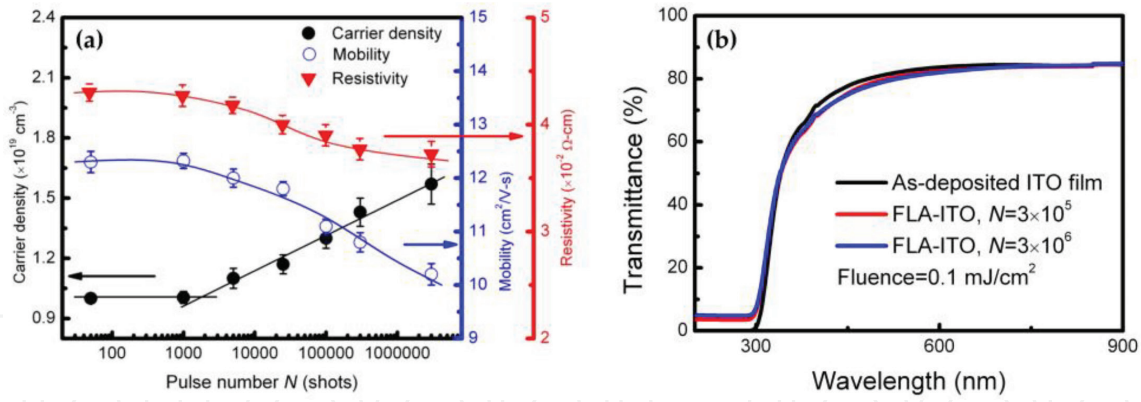 (a)
Carrier density
Mobility
Resistivity
2.4
2.1
1.8
1.5
1.2
0.9
Carrier density (×10¹⁹ cm⁻³)
100 1000 10000 100000 1000000
Pulse number N (shots)
15
14
13
12
11
10
9
Mobility (cm²/V-s)
5
4
3
2
Resistivity (×10⁻² Ω-cm)
(b)
100
80
60
40
20
0
Transmittance (%)
As-deposited ITO film
FLA-ITO, N=3×10⁵
FLA-ITO, N=3×10⁶
Fluence=0.1 mJ/cm²
300 600 900
Wavelength (nm)